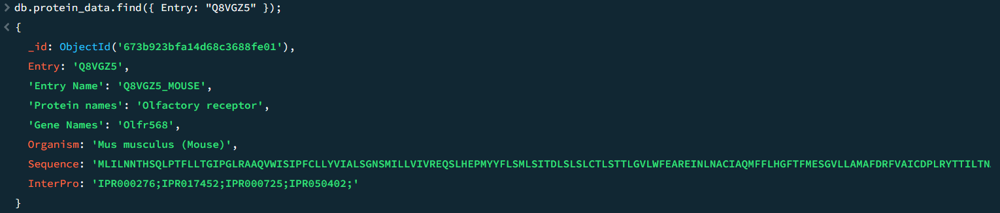 > db.protein_data.find({ Entry: "Q8VGZ5" });
< {
_id: ObjectId('673b923bfa14d68c3688fe01'),
Entry: 'Q8VGZ5',
'Entry Name': 'Q8VGZ5_MOUSE',
'Protein names': 'Olfactory receptor',
'Gene Names': 'Olfr568',
Organism: 'Mus musculus (Mouse)',
Sequence: 'MLILNNTHSQLPTFLLTGIPGLRAAQVWISIPFCLLYVIALSGNSMILLVIVREQSLHEPMYYFLSMLSITDLSLSLCTLSTTLGVLWFEAREINLNACIAQMFFLHGFTFMESGVLLAMAFDRFVAICDPLRYTTILTN
InterPro: 'IPR000276;IPR017452;IPR000725;IPR050402;'
}